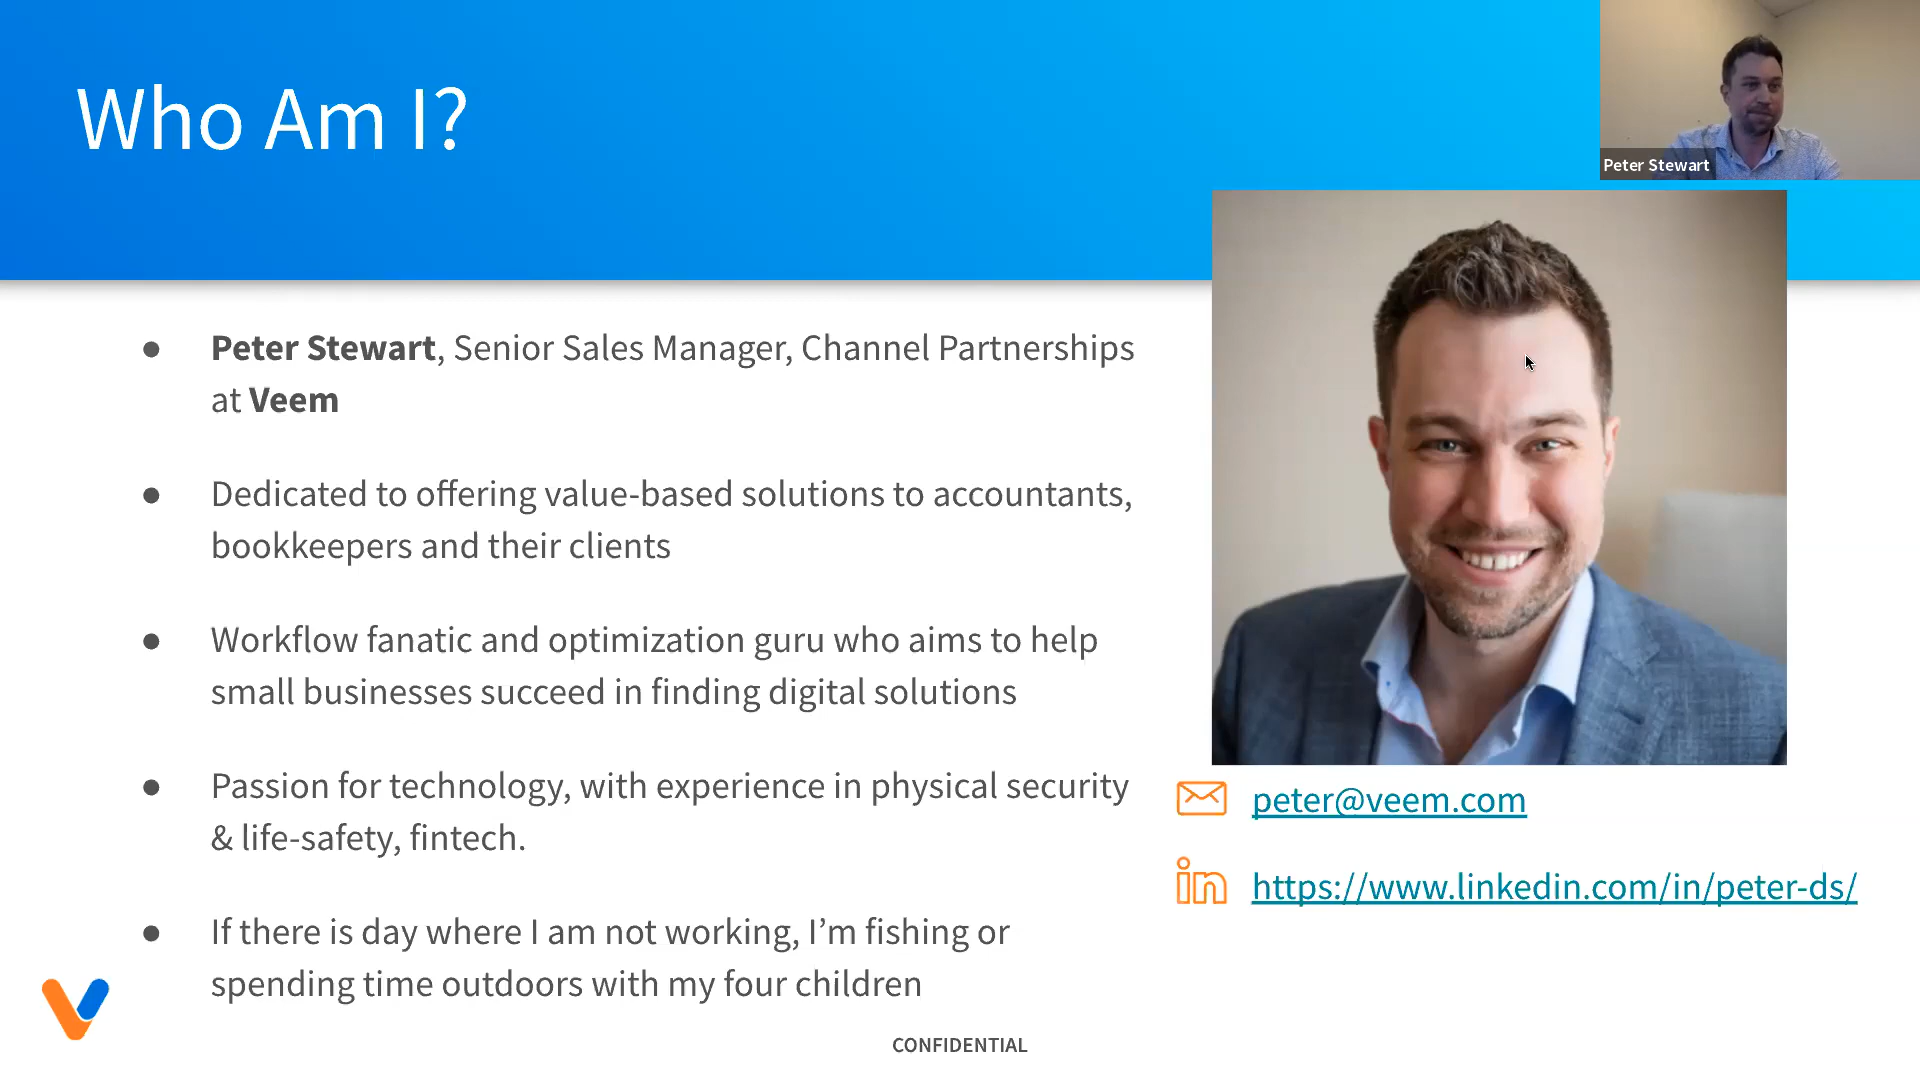 Who Am I?
Peter Stewart
● Peter Stewart, Senior Sales Manager, Channel Partnerships
at Veem
● Dedicated to offering value-based solutions to accountants,
bookkeepers and their clients
● Workflow fanatic and optimization guru who aims to help
small businesses succeed in finding digital solutions
● Passion for technology, with experience in physical security
& life-safety, fintech.
● If there is day where I am not working, I’m fishing or
spending time outdoors with my four children
peter@veem.com
https://www.linkedin.com/in/peter-ds/
CONFIDENTIAL